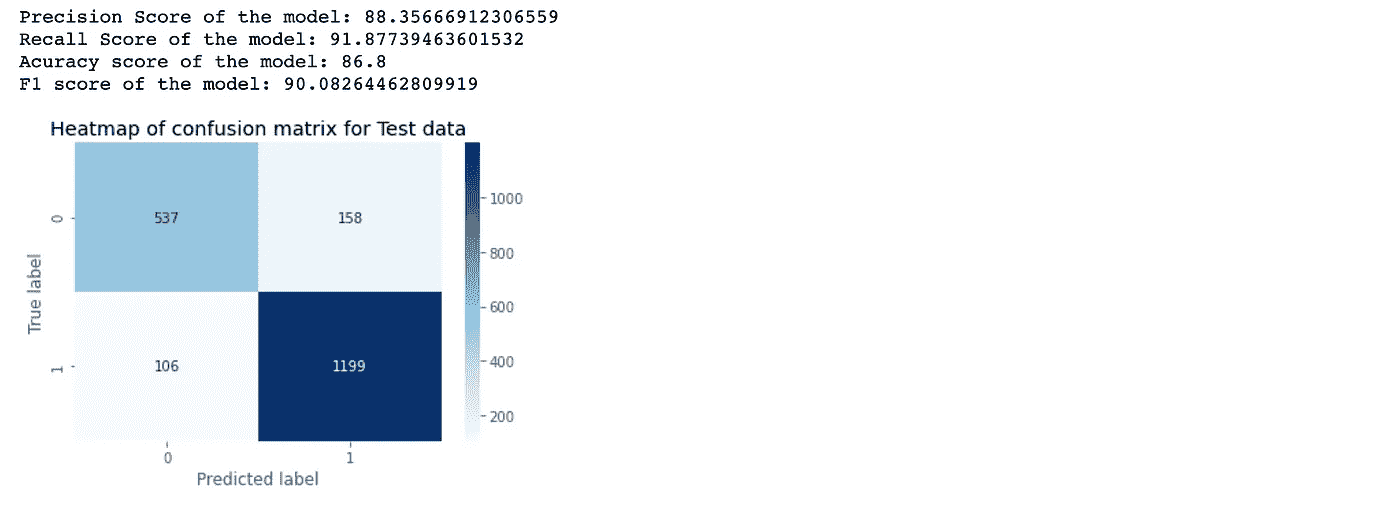 Precision Score of the model: 88.35666912306559
Recall Score of the model: 91.87739463601532
Acuracy score of the model: 86.8
F1 score of the model: 90.08264462809919
Heatmap of confusion matrix for Test data
537 158
106 1199
0
1
True label
0 1
Predicted label
1000
800
600
400
200